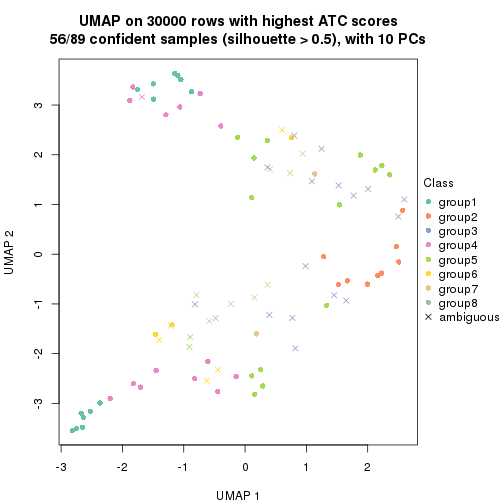 UMAP on 30000 rows with highest ATC scores
56/89 confident samples (silhouette > 0.5), with 10 PCs
UMAP 2
3
2
1
0
-1
-2
-3
-3
-2
-1
0
1
2
UMAP 1
Class
group1
group2
group3
group4
group5
group6
group7
group8
ambiguous